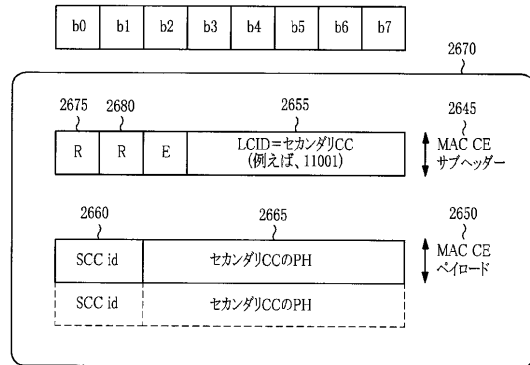 b0 b1 b2 b3 b4 b5 b6 b7
2670
2675 2680 2655 2645
R R E LCID=セカンダリCC
(例えば、11001)
MAC CE
サブヘッダー
2660 2665 2650
SCC id セカンダリCCのPH
MAC CE
ペイロード
SCC id セカンダリCCのPH